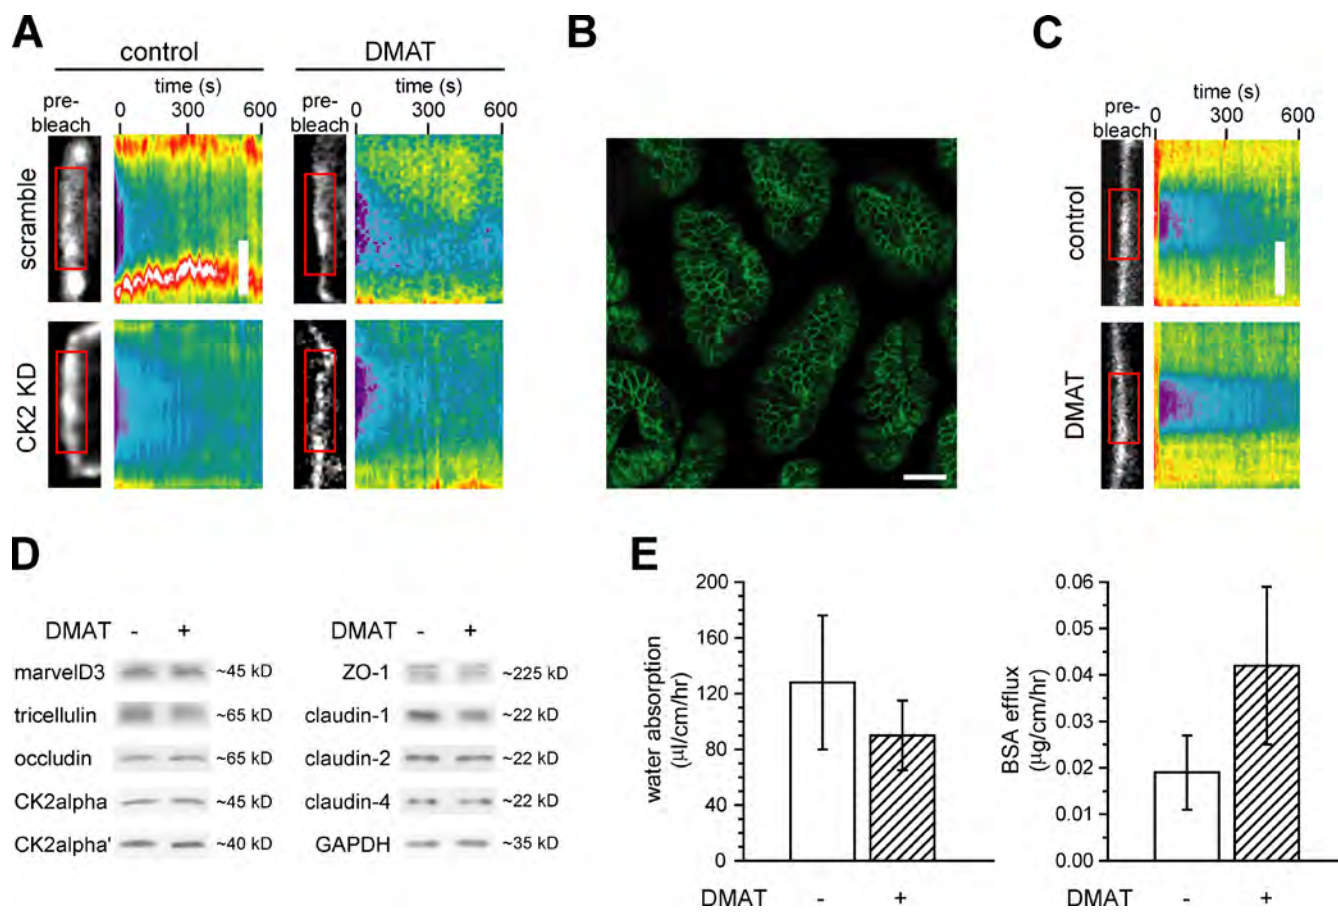 A
control
DMAT
time (s)
time (s)
pre-
bleach
0 300 600
pre-
bleach
0 300 600
scramble
CK2 KD
B
C
time (s)
pre-
bleach
0 300 600
control
DMAT
D
DMAT - +
marvelD3 ~45 kD
tricellulin ~65 kD
occludin ~65 kD
CK2alpha ~45 kD
CK2alpha' ~40 kD
DMAT - +
ZO-1 ~225 kD
claudin-1 ~22 kD
claudin-2 ~22 kD
claudin-4 ~22 kD
GAPDH ~35 kD
E
water absorption
(µl/cm/hr)
200
160
120
80
40
0
DMAT - +
BSA efflux
(µg/cm/hr)
0.06
0.05
0.04
0.03
0.02
0.01
0.00
DMAT - +